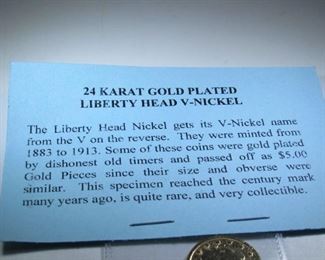 24 KARAT GOLD PLATED
LIBERTY HEAD V-NICKEL
The Liberty Head Nickel gets its V-Nickel name
from the V on the reverse. They were minted from
1883 to 1913. Some of these coins were gold plated
by dishonest old timers and passed off as $5.00
Gold Pieces since their size and obverse were
similar. This specimen reached the century mark
many years ago, is quite rare, and very collectible.